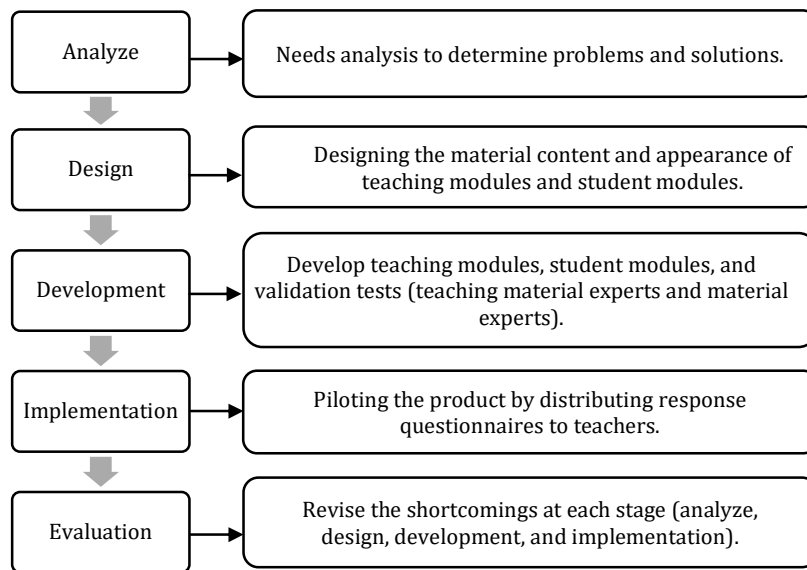 Analyze
Needs analysis to determine problems and solutions.
Design
Designing the material content and appearance of
teaching modules and student modules.
Development
Develop teaching modules, student modules, and
validation tests (teaching material experts and material
experts).
Implementation
Piloting the product by distributing response
questionnaires to teachers.
Evaluation
Revise the shortcomings at each stage (analyze,
design, development, and implementation).